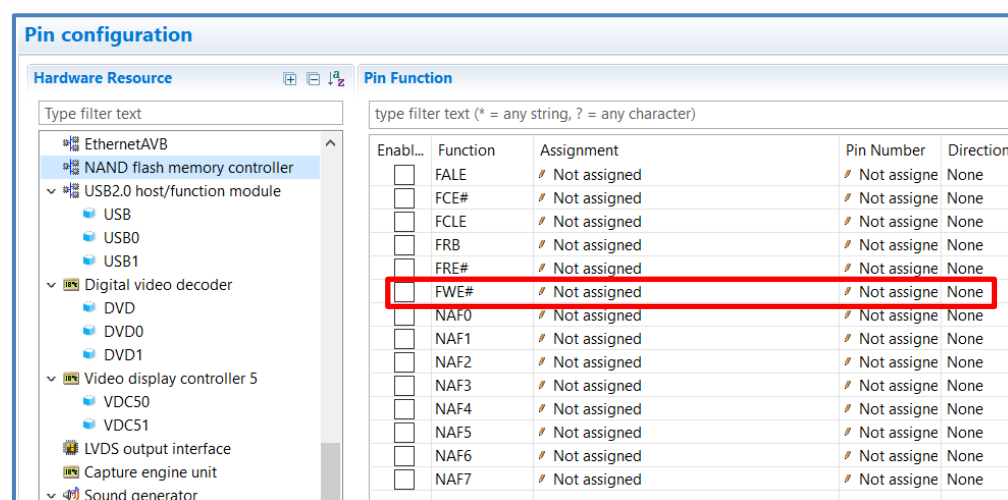 Pin configuration
Hardware Resource
Type filter text
EthernetAVB
NAND flash memory controller
USB2.0 host/function module
USB
USB0
USB1
Digital video decoder
DVD
DVD0
DVD1
Video display controller 5
VDC50
VDC51
LVDS output interface
Capture engine unit
Sound generator
Pin Function
type filter text (* = any string, ? = any character)
Enabl... Function Assignment Pin Number Direction
FALE Not assigned Not assigne None
FCE# Not assigned Not assigne None
FCLE Not assigned Not assigne None
FRB Not assigned Not assigne None
FRE# Not assigned Not assigne None
FWE# Not assigned Not assigne None
NAF0 Not assigned Not assigne None
NAF1 Not assigned Not assigne None
NAF2 Not assigned Not assigne None
NAF3 Not assigned Not assigne None
NAF4 Not assigned Not assigne None
NAF5 Not assigned Not assigne None
NAF6 Not assigned Not assigne None
NAF7 Not assigned Not assigne None